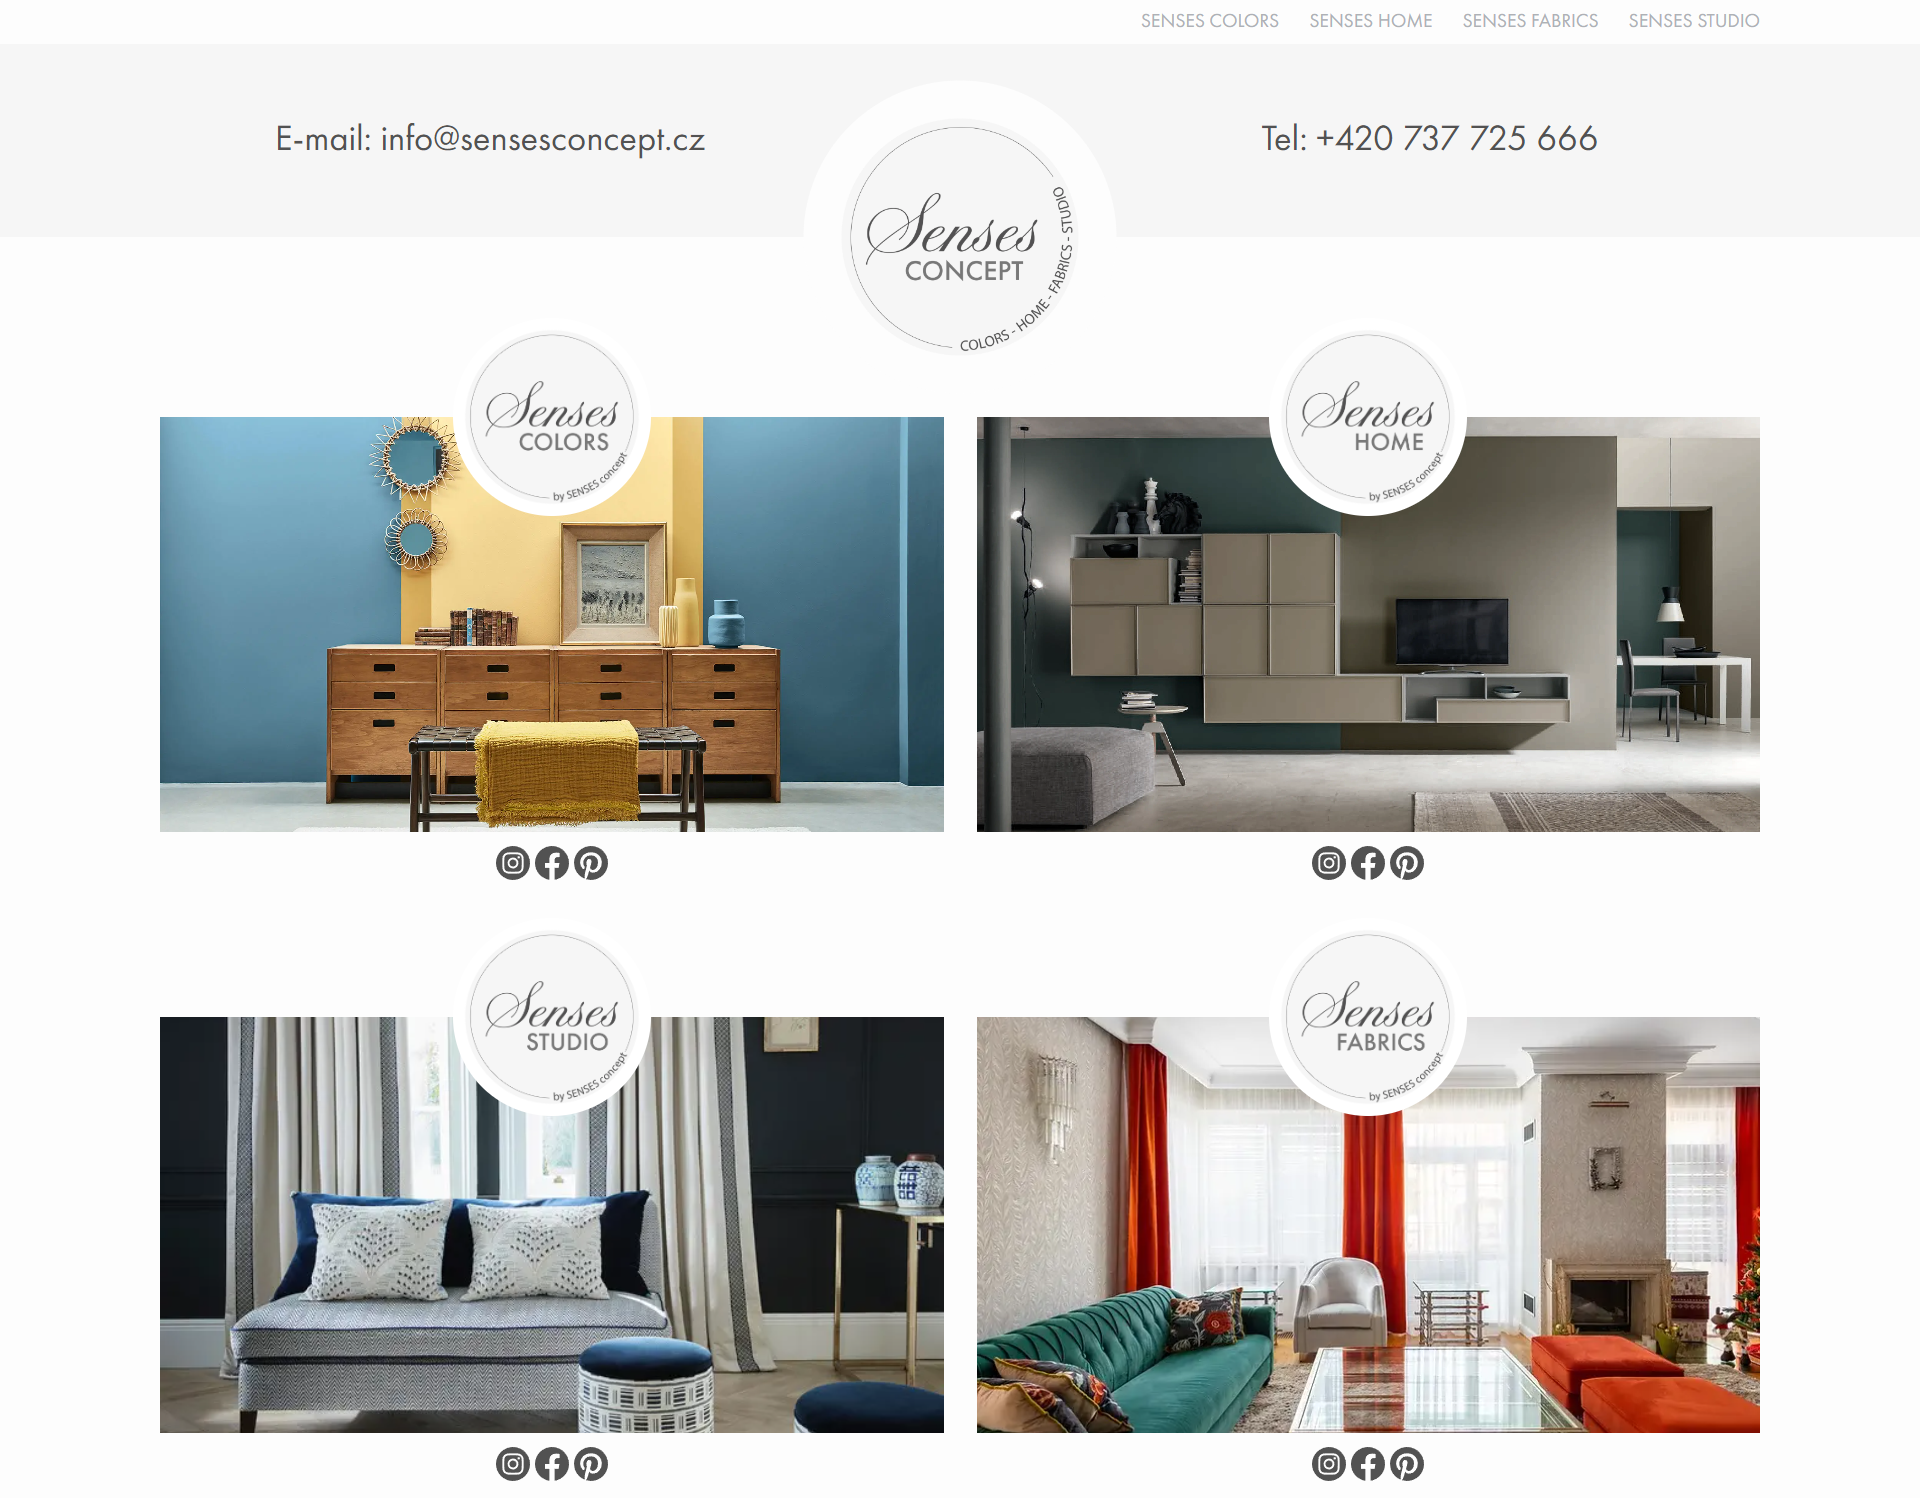 SENSES COLORS SENSES HOME SENSES FABRICS SENSES STUDIO
E-mail: info@sensesconcept.cz
Tel: +420 737 725 666
Senses
CONCEPT
COLORS - HOME - FABRICS - STUDIO
Senses
COLORS
by SENSES concept
Senses
HOME
by SENSES concept
Senses
STUDIO
by SENSES concept
Senses
FABRICS
by SENSES concept